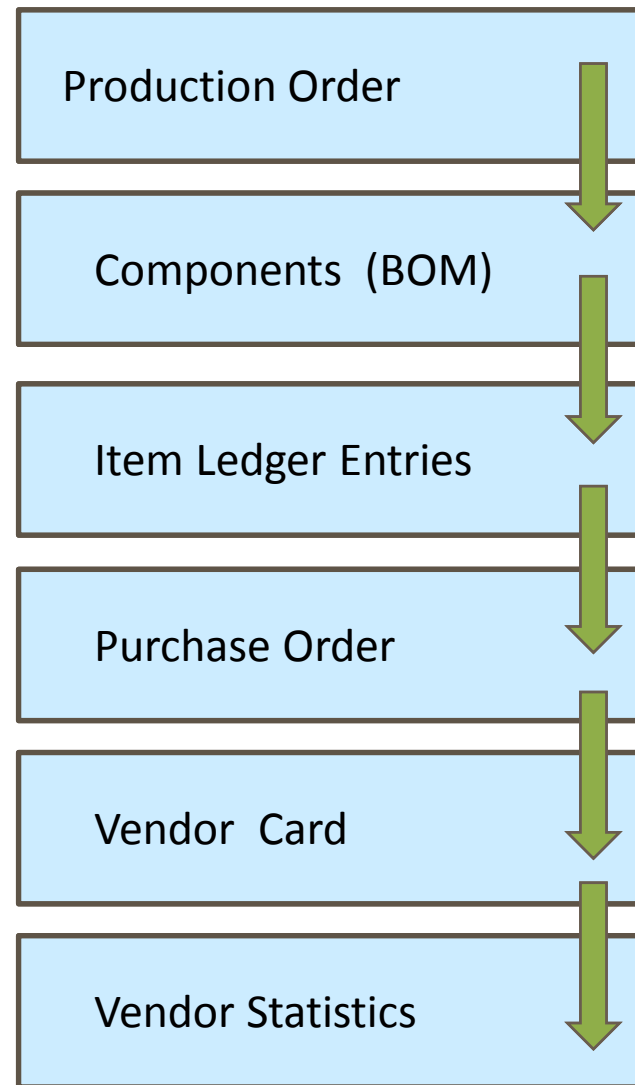 Production Order
Components (BOM)
Item Ledger Entries
Purchase Order
Vendor Card
Vendor Statistics